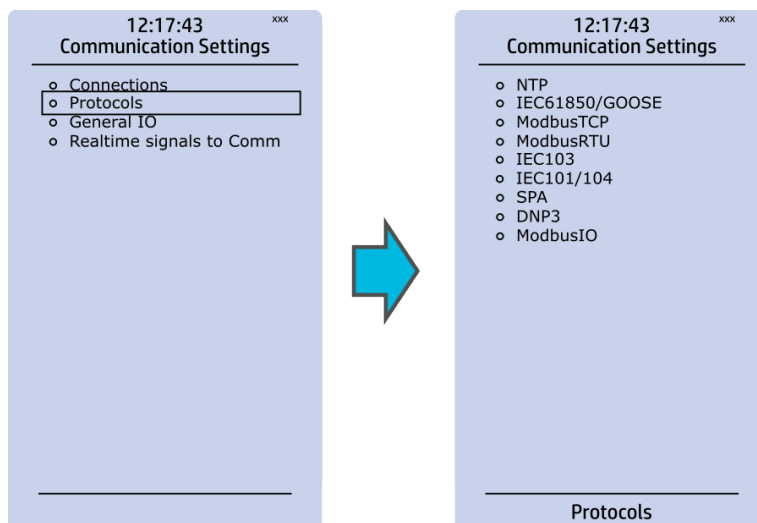 12:17:43 xxx
Communication Settings
Connections
Protocols
General IO
Realtime signals to Comm
12:17:43 xxx
Communication Settings
NTP
IEC61850/GOOSE
ModbusTCP
ModbusRTU
IEC103
IEC101/104
SPA
DNP3
ModbusIO
Protocols